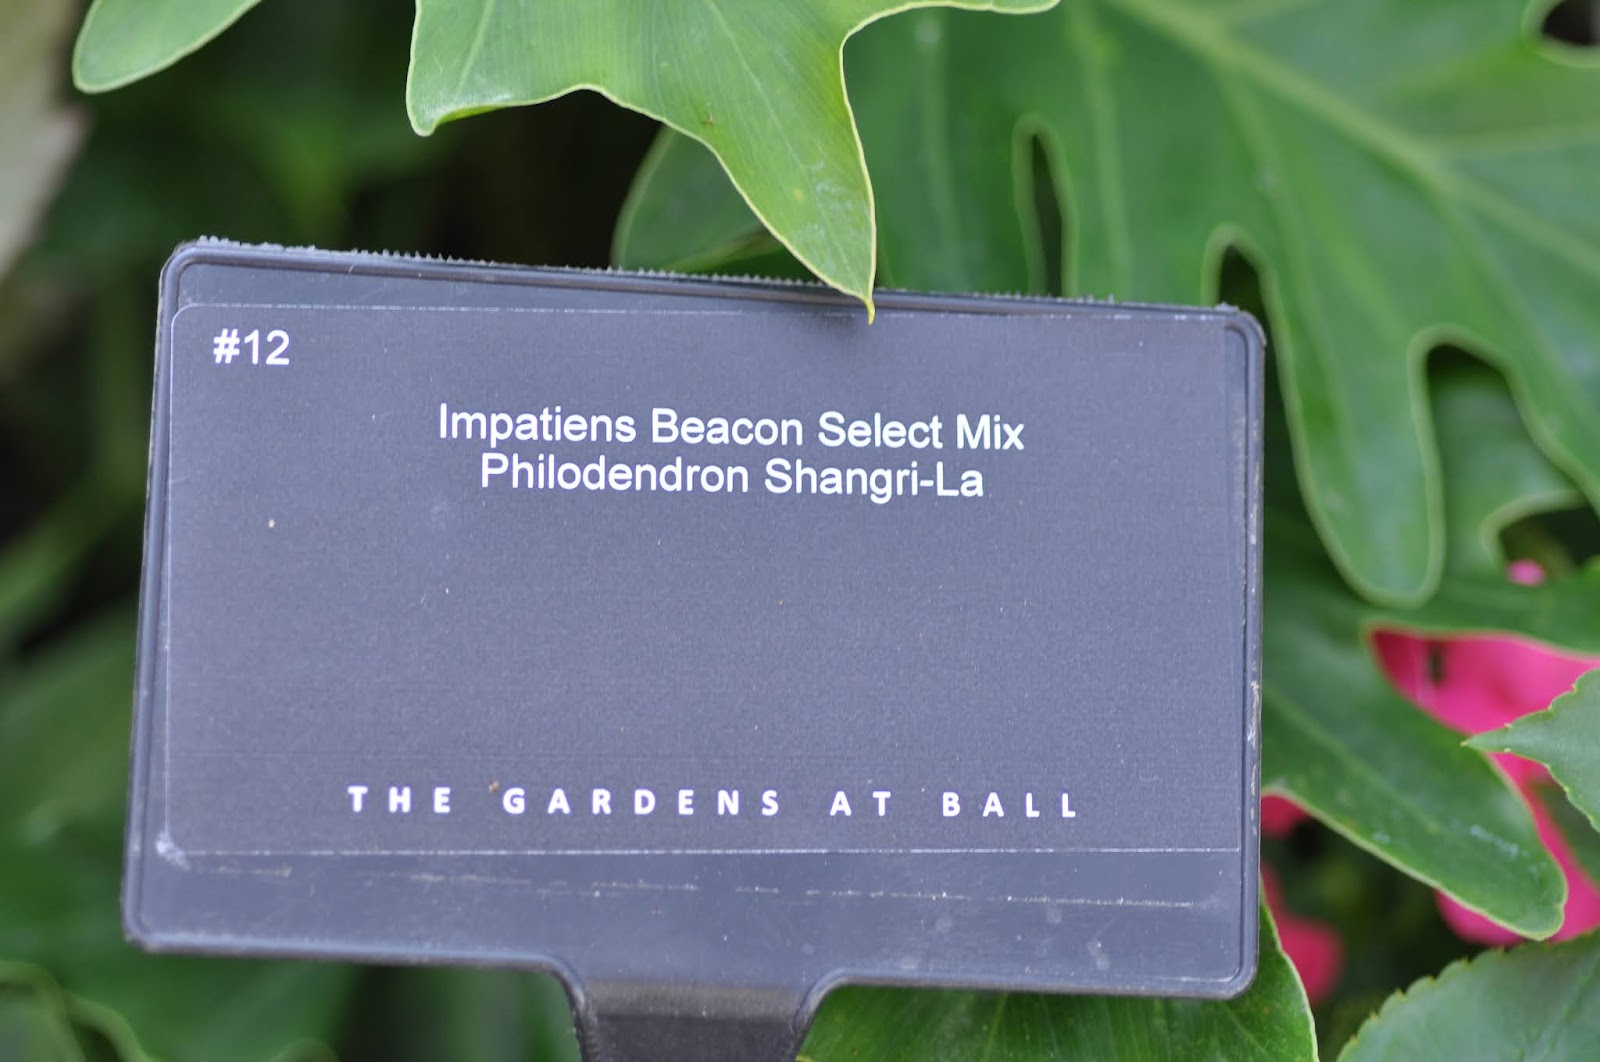 #12
Impatiens Beacon Select Mix
Philodendron Shangri-La
THE GARDENS AT BALL